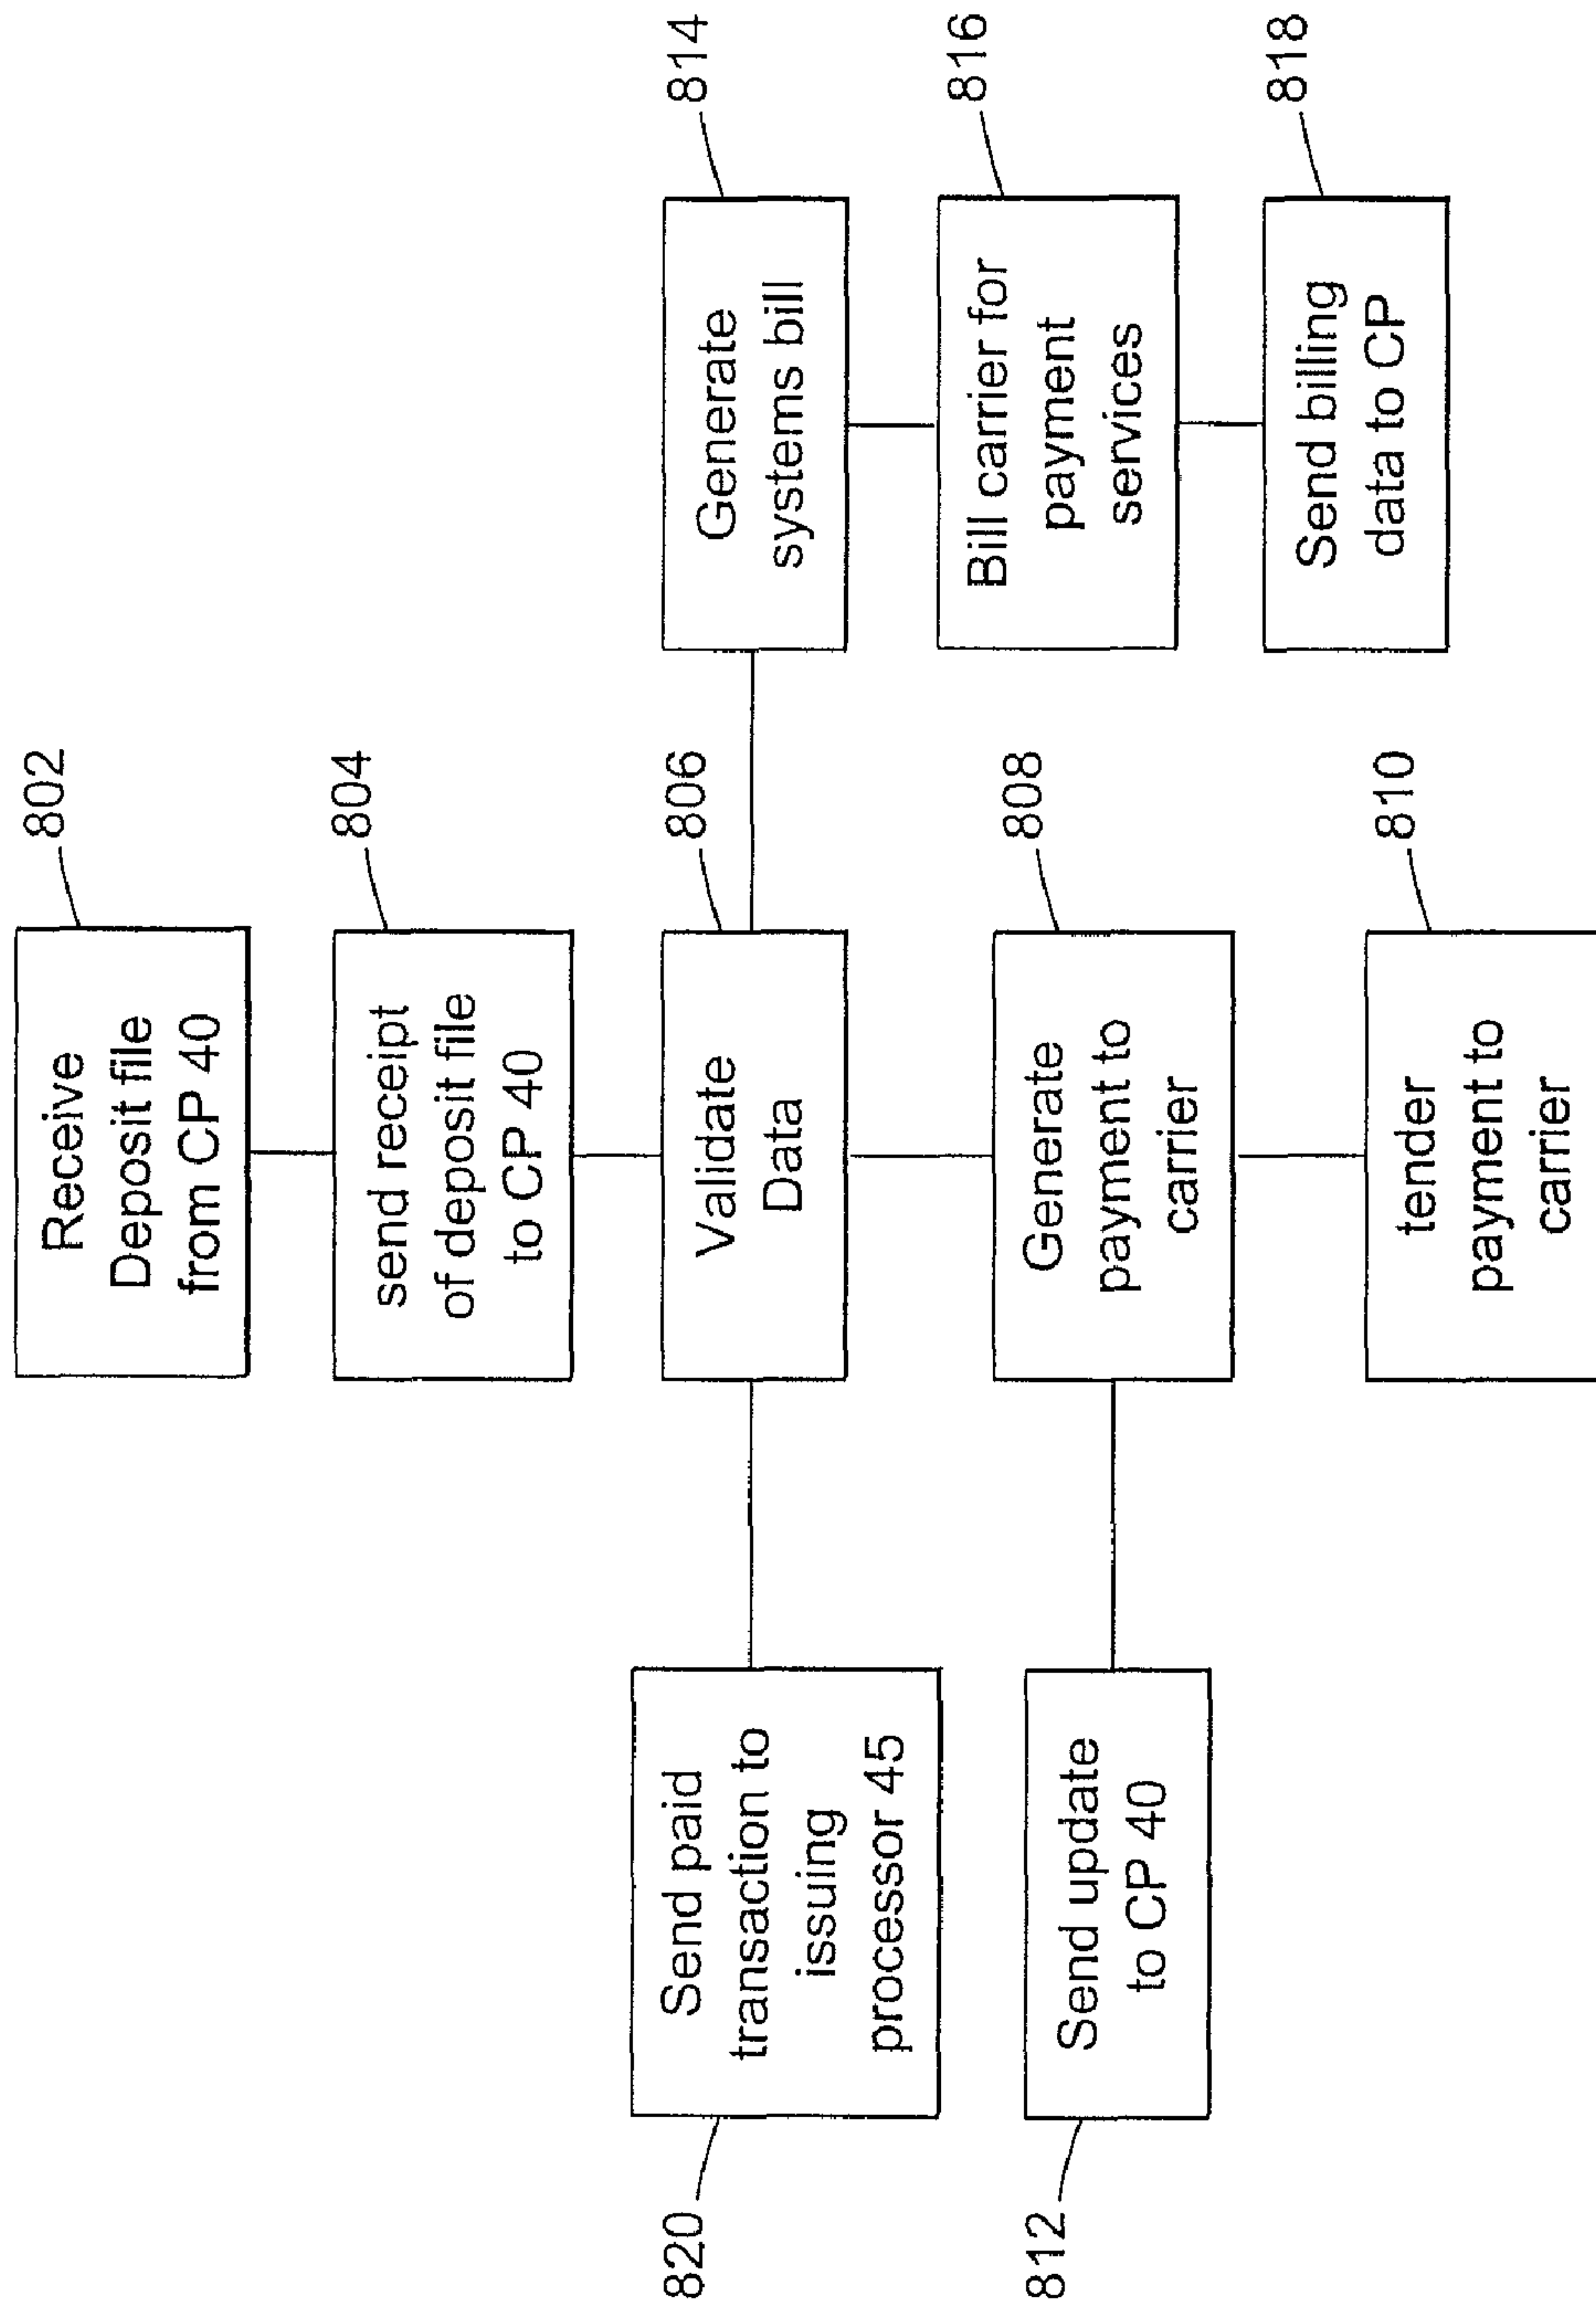 802
Receive
Deposit file
from CP 40
804
send receipt
of deposit file
to CP 40
820
Send paid
transaction to
issuing
processor 45
806
Validate
Data
814
Generate
systems bill
812
Send update
to CP 40
808
Generate
payment to
carrier
816
Bill carrier for
payment
services
810
tender
payment to
carrier
818
Send billing
data to CP